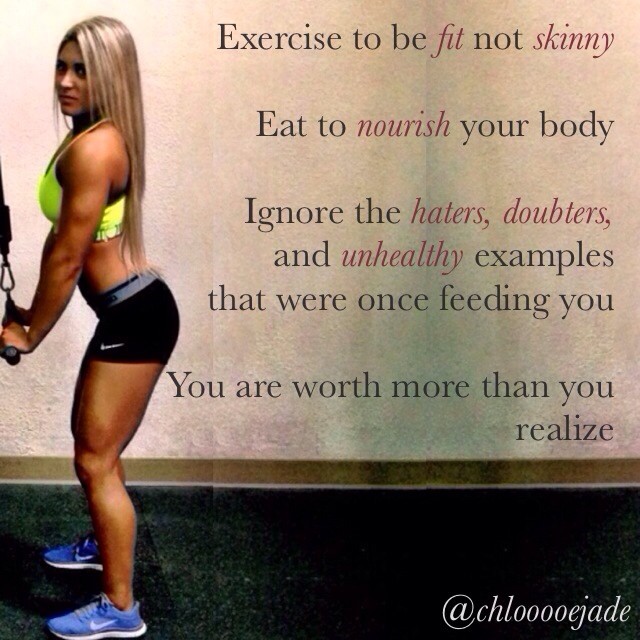 Exercise to be fit not skinny
Eat to nourish your body
Ignore the haters, doubters,
and unhealthy examples
that were once feeding you
You are worth more than you
realize
@chlooooejade